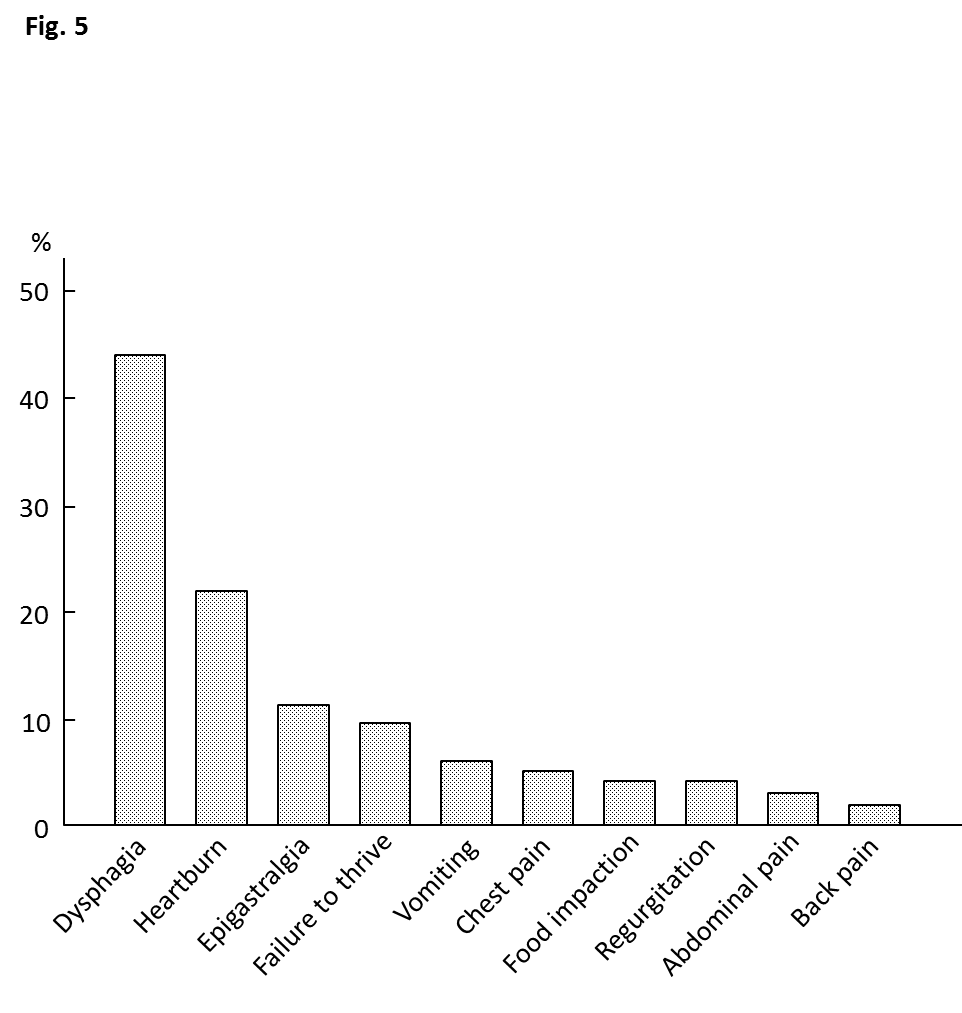 Fig. 5
%
50
40
30
20
10
0
Dysphagia
Heartburn
Epigastralgia
Failure to thrive
Vomiting
Chest pain
Food impaction
Regurgitation
Abdominal pain
Back pain